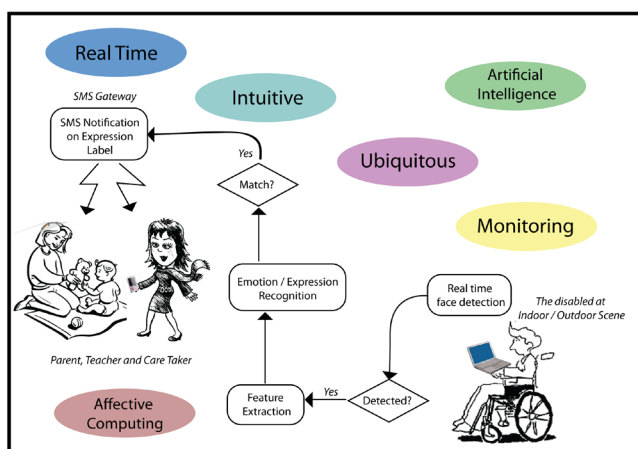 Real Time
Artificial
Intelligence
SMS Gateway
Intuitive
SMS Notification
on Expression
Label
Yes
Ubiquitous
Match?
Monitoring
Emotion / Expression
Recognition
Real time
face detection
The disabled at
Indoor / Outdoor Scene
Parent, Teacher and Care Taker
Affective
Computing
Feature
Extraction
Yes
Detected?